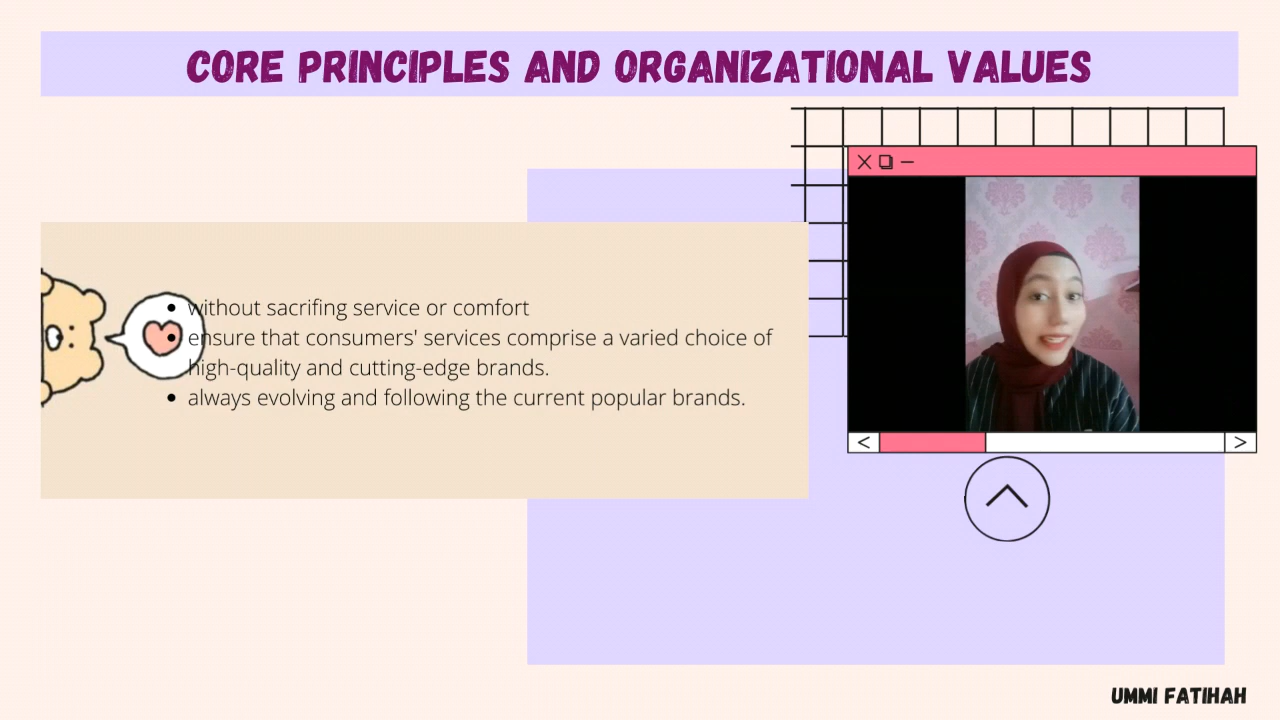 CORE PRINCIPLES AND ORGANIZATIONAL VALUES
without sacrifing service or comfort
ensure that consumers' services comprise a varied choice of
high-quality and cutting-edge brands.
always evolving and following the current popular brands.
UMMI FATIHAH